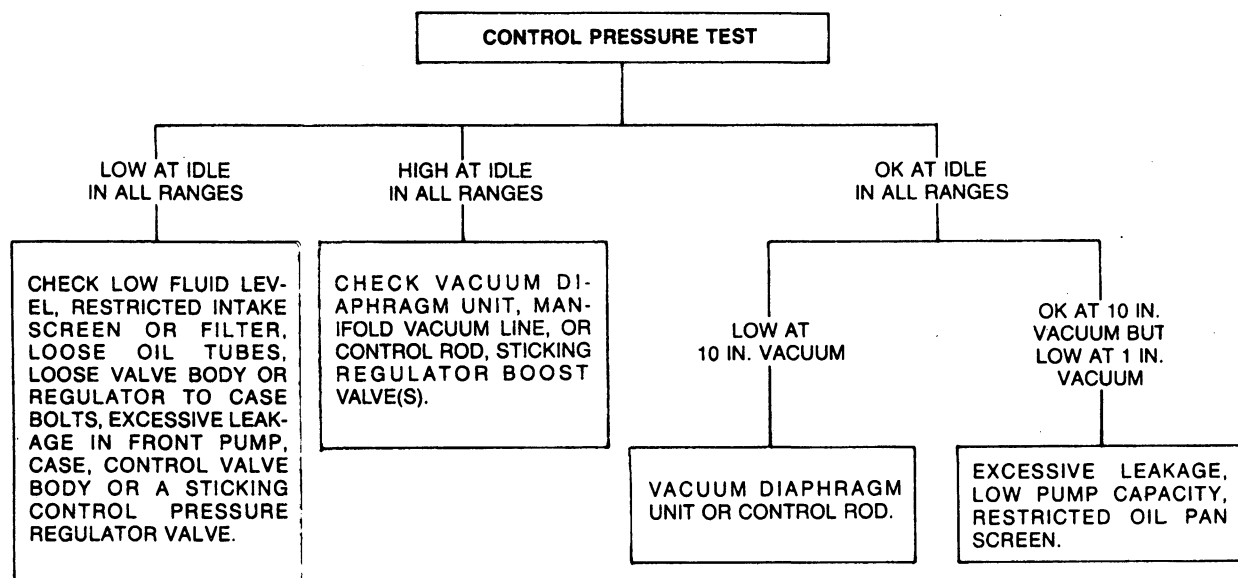 CONTROL PRESSURE TEST
LOW AT IDLE
IN ALL RANGES
HIGH AT IDLE
IN ALL RANGES
OK AT IDLE
IN ALL RANGES
CHECK LOW FLUID LEV-
EL, RESTRICTED INTAKE
SCREEN OR FILTER,
LOOSE OIL TUBES,
LOOSE VALVE BODY OR
REGULATOR TO CASE
BOLTS, EXCESSIVE LEAK-
AGE IN FRONT PUMP,
CASE, CONTROL VALVE
BODY OR A STICKING
CONTROL PRESSURE
REGULATOR VALVE.
CHECK VACUUM DI-
APHRAGM UNIT, MAN-
IFOLD VACUUM LINE, OR
CONTROL ROD, STICKING
REGULATOR BOOST
VALVE(S).
LOW AT
10 IN. VACUUM
OK AT 10 IN.
VACUUM BUT
LOW AT 1 IN.
VACUUM
VACUUM DIAPHRAGM
UNIT OR CONTROL ROD.
EXCESSIVE LEAKAGE,
LOW PUMP CAPACITY,
RESTRICTED OIL PAN
SCREEN.